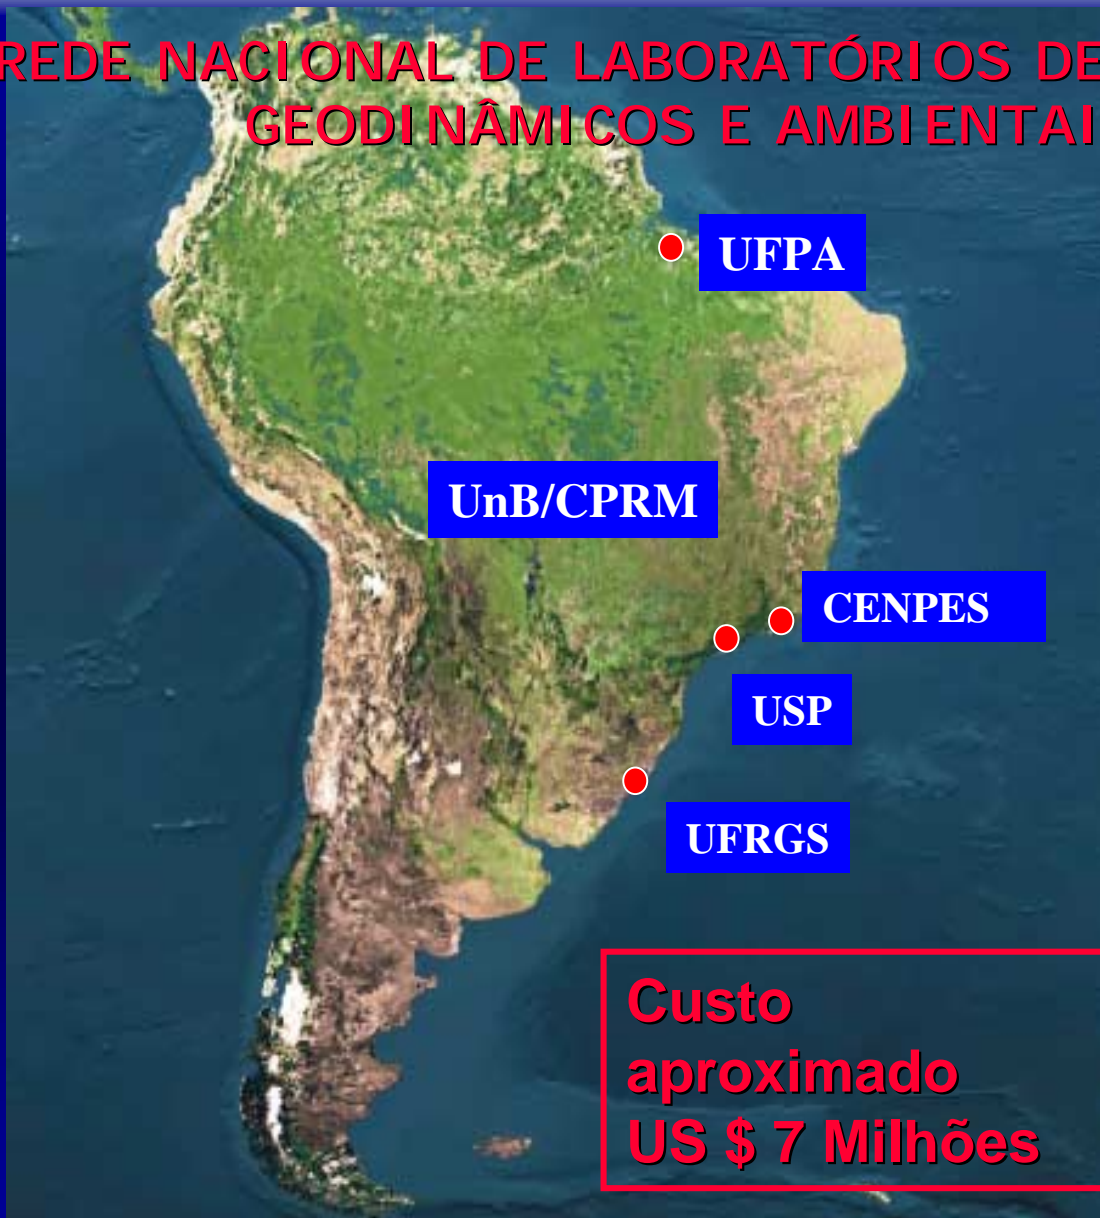 REDE NACIONAL DE LABORATÓRIOS DE
GEODINÂMICOS E AMBIENTAI
UFPA
UnB/CPRM
CENPES
USP
UFRGS
Custo
aproximado
US $ 7 Milhões